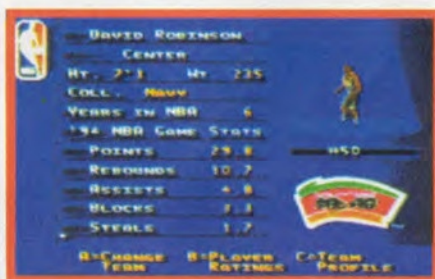 DAVID ROBINSON
CENTER
HT. 7'1 WT. 235
COLL. NAVY
YEARS IN NBA 6
'94 NBA GAME STATS
POINTS 29.8
REBOUNDS 10.7
ASSISTS 4.8
BLOCKS 3.3
STEALS 1.7
#50
A=CHANGE TEAM
B=PLAYER RATINGS
C=TEAM PROFILE